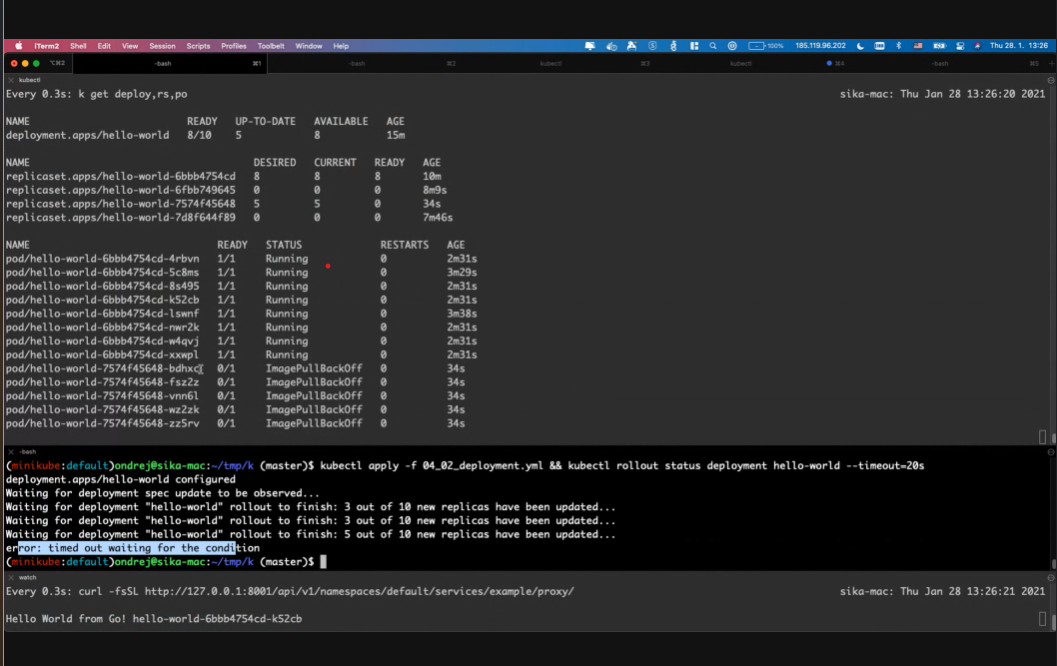 iTerm2 Shell Edit View Session Scripts Profiles Toolbelt Window Help 100% 185.119.96.202 Thu 28. 1. 13:26
⌥⌘2 -bash ⌘1 -bash ⌘2 kubectl ⌘3 kubectl ⌘4 -bash ⌘5
kubectl
Every 0.3s: k get deploy,rs,po sika-mac: Thu Jan 28 13:26:20 2021
NAME READY UP-TO-DATE AVAILABLE AGE
deployment.apps/hello-world 8/10 5 8 15m
NAME DESIRED CURRENT READY AGE
replicaset.apps/hello-world-6bbb4754cd 8 8 8 10m
replicaset.apps/hello-world-6fbb749645 0 0 0 8m9s
replicaset.apps/hello-world-7574f45648 5 5 0 34s
replicaset.apps/hello-world-7d8f644f89 0 0 0 7m46s
NAME READY STATUS RESTARTS AGE
pod/hello-world-6bbb4754cd-4rbvn 1/1 Running 0 2m31s
pod/hello-world-6bbb4754cd-5c8ms 1/1 Running 0 3m29s
pod/hello-world-6bbb4754cd-8s495 1/1 Running 0 2m31s
pod/hello-world-6bbb4754cd-k52cb 1/1 Running 0 2m31s
pod/hello-world-6bbb4754cd-lswnf 1/1 Running 0 3m38s
pod/hello-world-6bbb4754cd-nwr2k 1/1 Running 0 2m31s
pod/hello-world-6bbb4754cd-w4qvj 1/1 Running 0 2m31s
pod/hello-world-6bbb4754cd-xxwpl 1/1 Running 0 2m31s
pod/hello-world-7574f45648-bdhxc 0/1 ImagePullBackOff 0 34s
pod/hello-world-7574f45648-fsz2z 0/1 ImagePullBackOff 0 34s
pod/hello-world-7574f45648-vnn6l 0/1 ImagePullBackOff 0 34s
pod/hello-world-7574f45648-wz2zk 0/1 ImagePullBackOff 0 34s
pod/hello-world-7574f45648-zz5rv 0/1 ImagePullBackOff 0 34s
-bash
(minikube:default)ondrej@sika-mac:~/tmp/k (master)$ kubectl apply -f 04_02_deployment.yml && kubectl rollout status deployment hello-world --timeout=20s
deployment.apps/hello-world configured
Waiting for deployment spec update to be observed...
Waiting for deployment "hello-world" rollout to finish: 3 out of 10 new replicas have been updated...
Waiting for deployment "hello-world" rollout to finish: 3 out of 10 new replicas have been updated...
Waiting for deployment "hello-world" rollout to finish: 5 out of 10 new replicas have been updated...
error: timed out waiting for the condition
(minikube:default)ondrej@sika-mac:~/tmp/k (master)$
watch
Every 0.3s: curl -fsSL http://127.0.0.1:8001/api/v1/namespaces/default/services/example/proxy/ sika-mac: Thu Jan 28 13:26:21 2021
Hello World from Go! hello-world-6bbb4754cd-k52cb